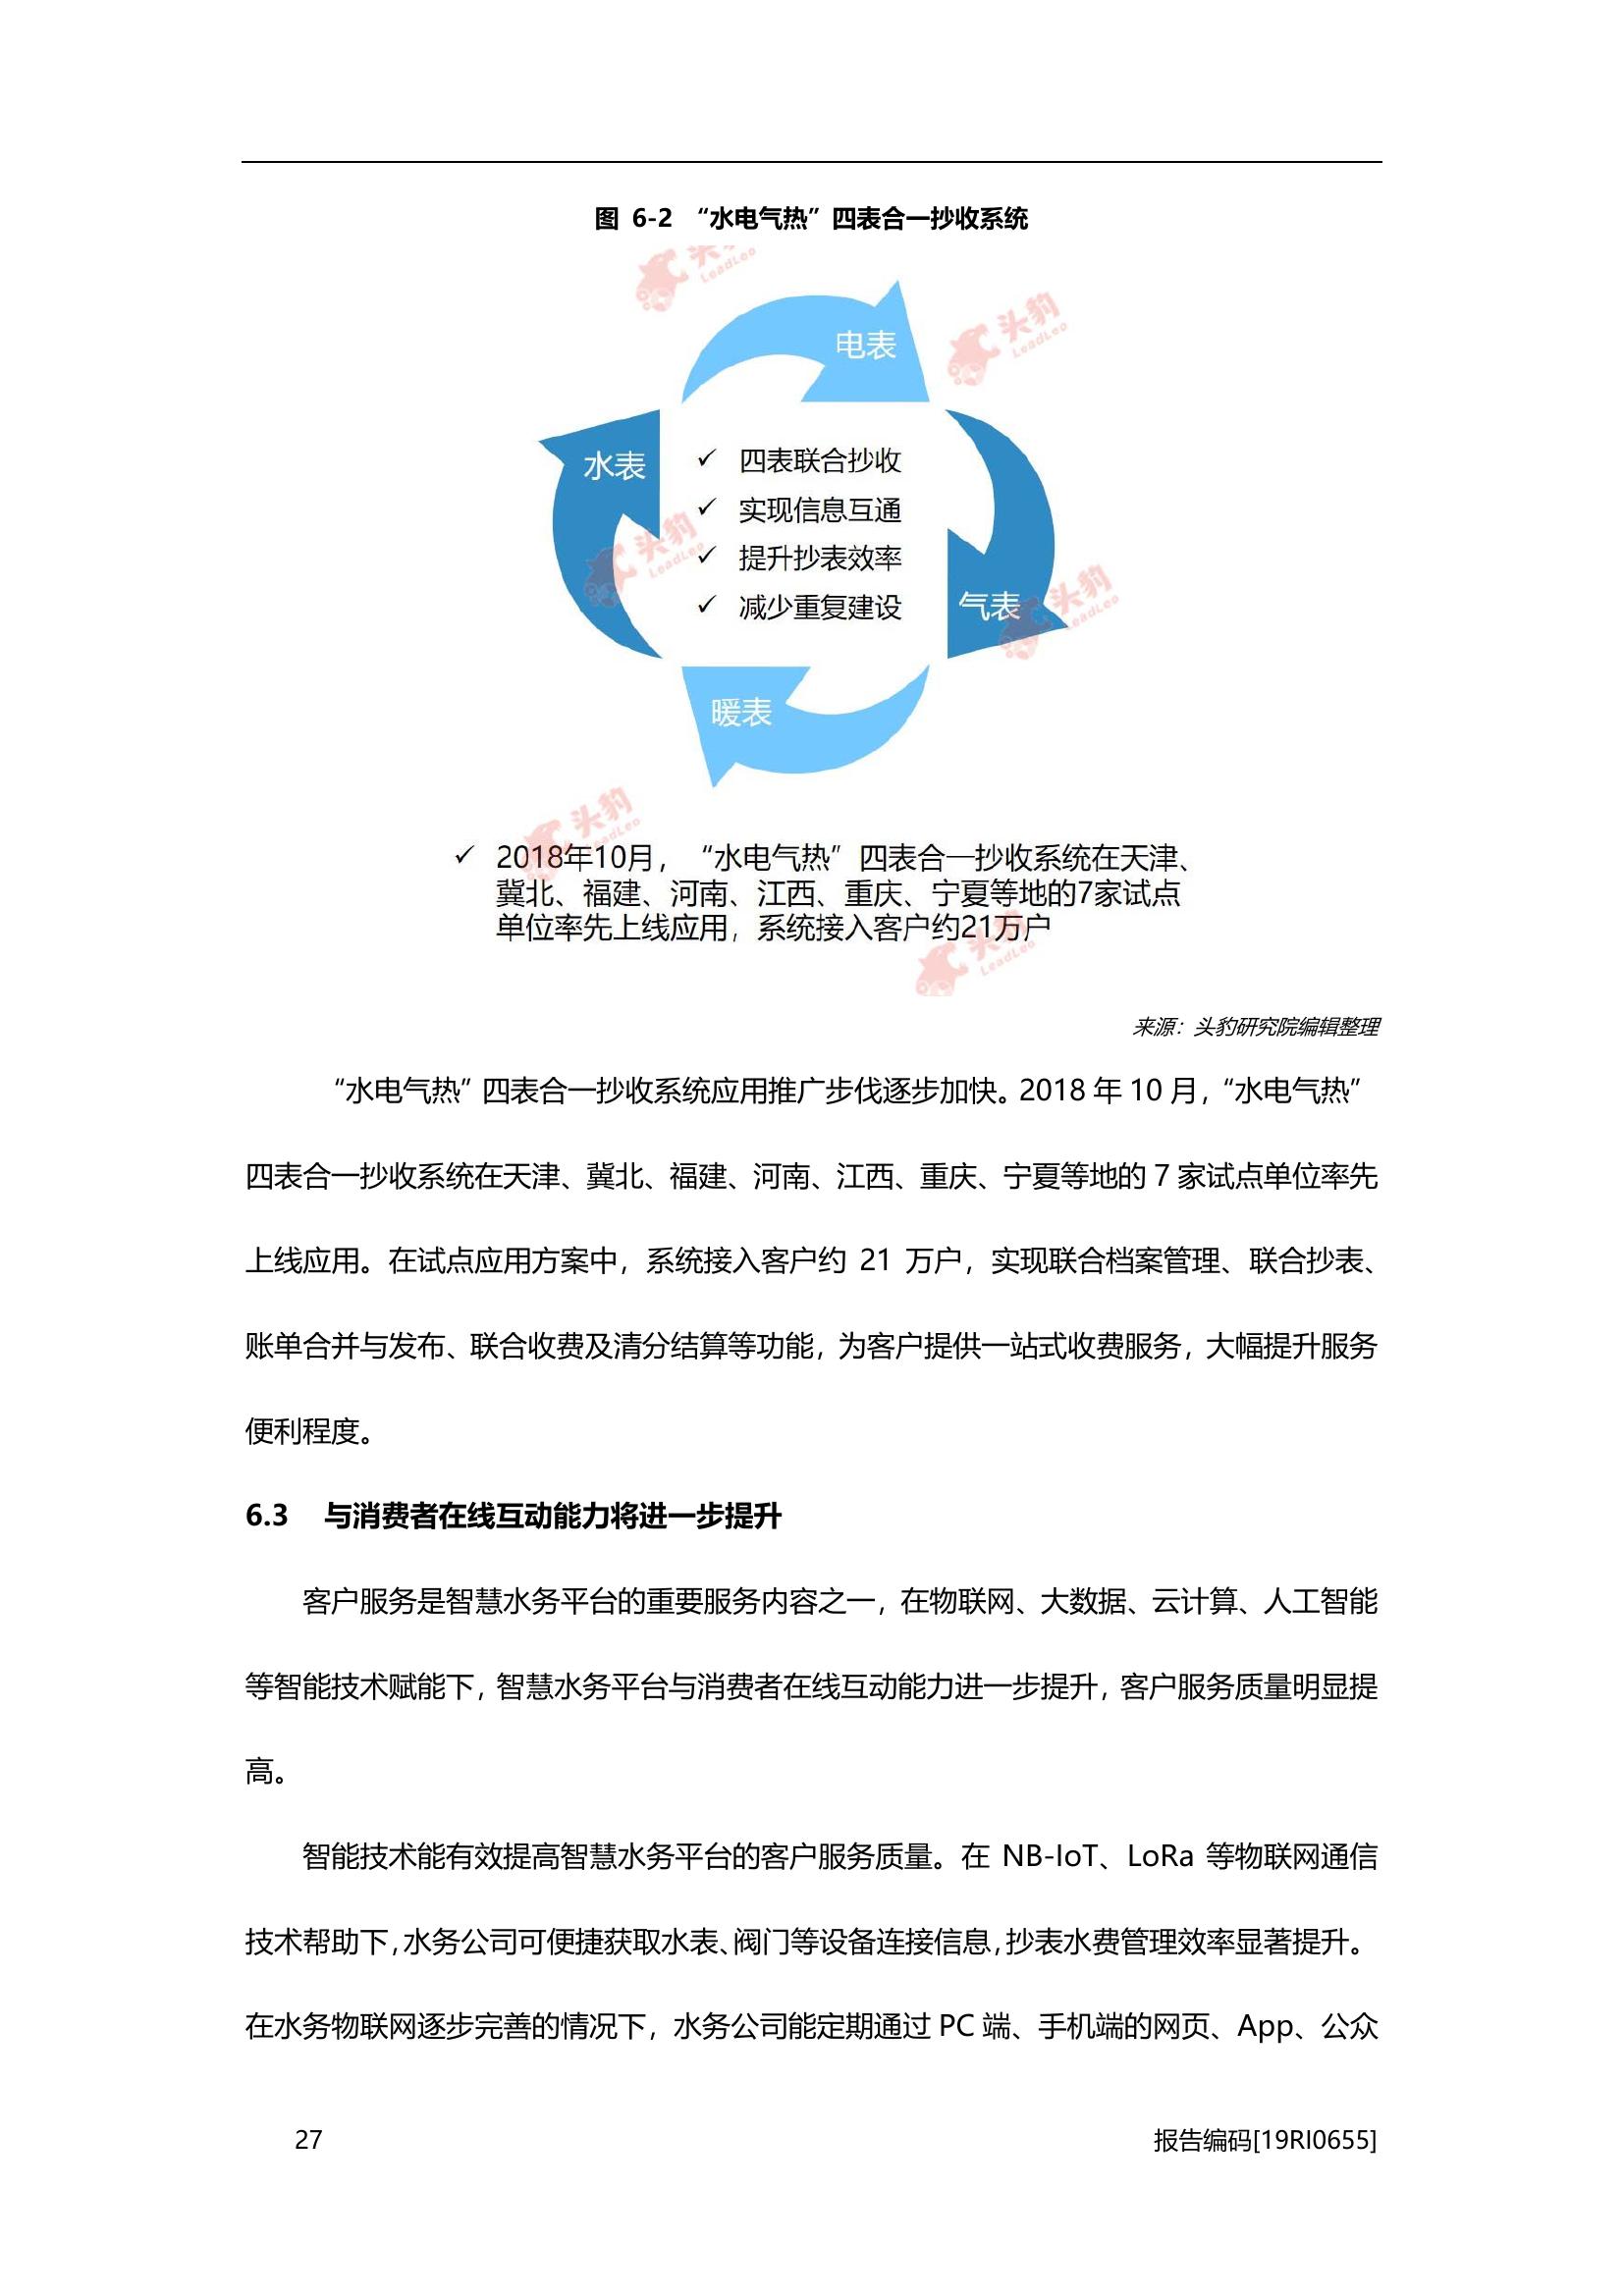 图 6-2 “水电气热”四表合一抄收系统
头豹
LeadLeo
电表
头豹
LeadLeo
水表
✓ 四表联合抄收
✓ 实现信息互通
头豹
LeadLeo
✓ 提升抄表效率
✓ 减少重复建设
气表
头豹
LeadLeo
暖表
头豹
LeadLeo
✓ 2018年10月，“水电气热”四表合一抄收系统在天津、
冀北、福建、河南、江西、重庆、宁夏等地的7家试点
单位率先上线应用，系统接入客户约21万户
头豹
LeadLeo
来源：头豹研究院编辑整理
“水电气热”四表合一抄收系统应用推广步伐逐步加快。2018 年 10 月，“水电气热”
四表合一抄收系统在天津、冀北、福建、河南、江西、重庆、宁夏等地的 7 家试点单位率先
上线应用。在试点应用方案中，系统接入客户约 21 万户，实现联合档案管理、联合抄表、
账单合并与发布、联合收费及清分结算等功能，为客户提供一站式收费服务，大幅提升服务
便利程度。
6.3 与消费者在线互动能力将进一步提升
客户服务是智慧水务平台的重要服务内容之一，在物联网、大数据、云计算、人工智能
等智能技术赋能下，智慧水务平台与消费者在线互动能力进一步提升，客户服务质量明显提
高。
智能技术能有效提高智慧水务平台的客户服务质量。在 NB-IoT、LoRa 等物联网通信
技术帮助下，水务公司可便捷获取水表、阀门等设备连接信息，抄表水费管理效率显著提升。
在水务物联网逐步完善的情况下，水务公司能定期通过 PC 端、手机端的网页、App、公众
27
报告编码[19RI0655]